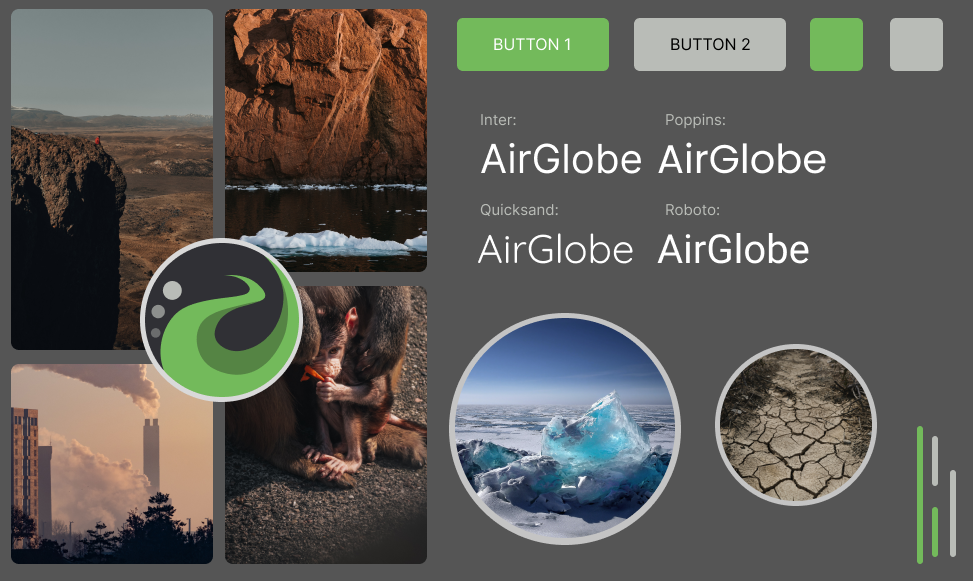 BUTTON 1
BUTTON 2
Inter:
Poppins:
AirGlobe
AirGlobe
Quicksand:
Roboto:
AirGlobe
AirGlobe